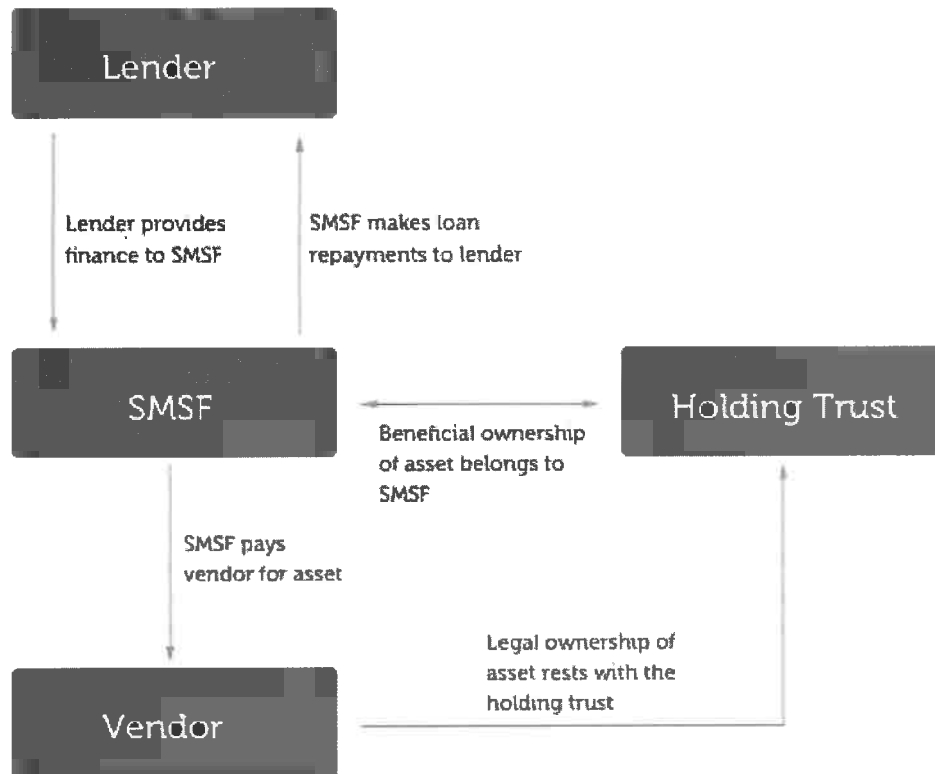 Lender
Lender provides
finance to SMSF
SMSF makes loan
repayments to lender
SMSF
Holding Trust
Beneficial ownership
of asset belongs to
SMSF
SMSF pays
vendor for asset
Legal ownership of
asset rests with the
holding trust
Vendor